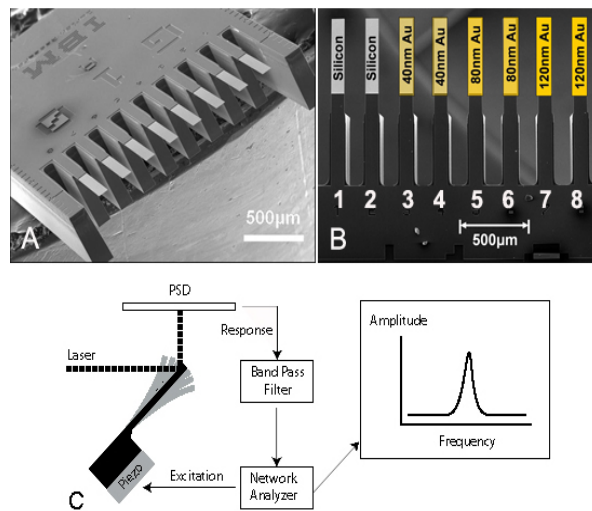 IBM
500μm
A
Silicon
Silicon
40nm Au
40nm Au
80nm Au
80nm Au
120nm Au
120nm Au
1 2 3 4 5 6 7 8
500μm
B
PSD
Response
Laser
Band Pass
Filter
Amplitude
Frequency
Piezo
Excitation
Network
Analyzer
C